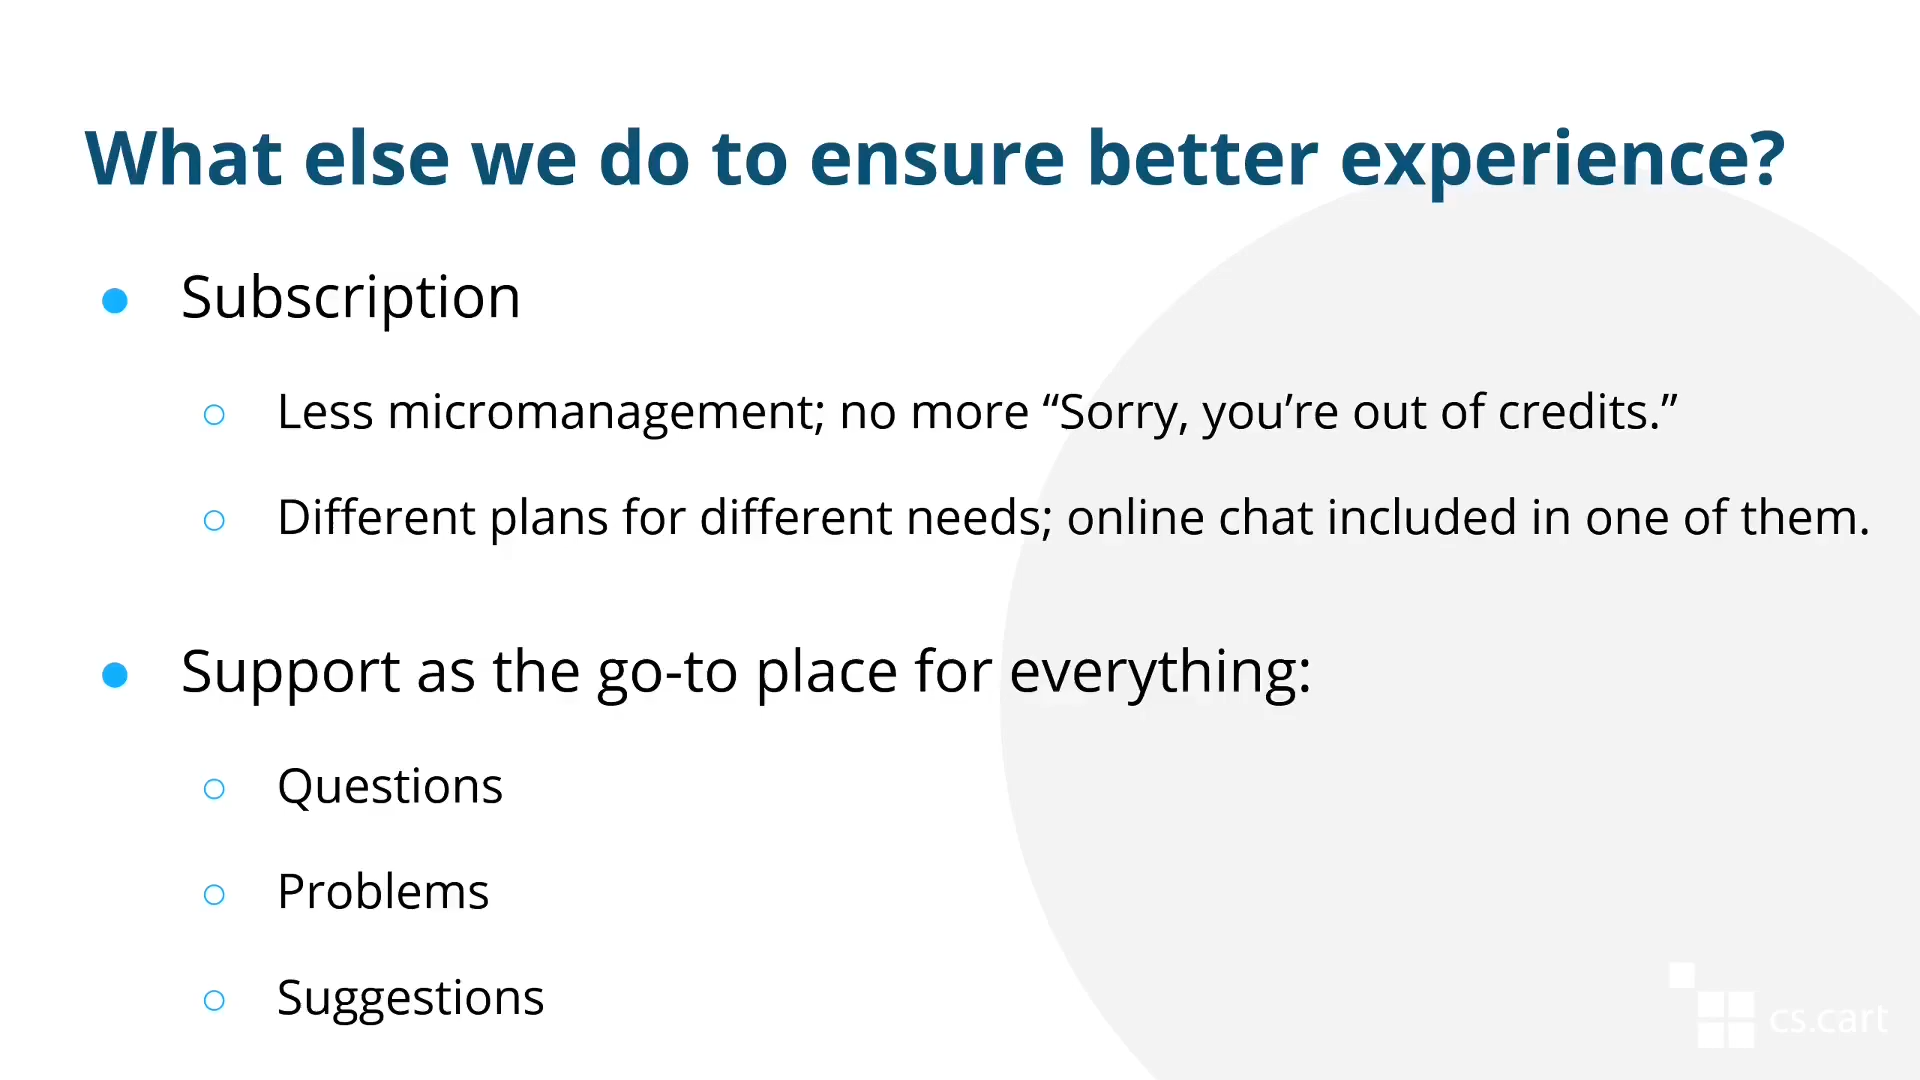 What else we do to ensure better experience?
● Subscription
○ Less micromanagement; no more “Sorry, you’re out of credits.”
○ Different plans for different needs; online chat included in one of them.
● Support as the go-to place for everything:
○ Questions
○ Problems
○ Suggestions
cs.cart